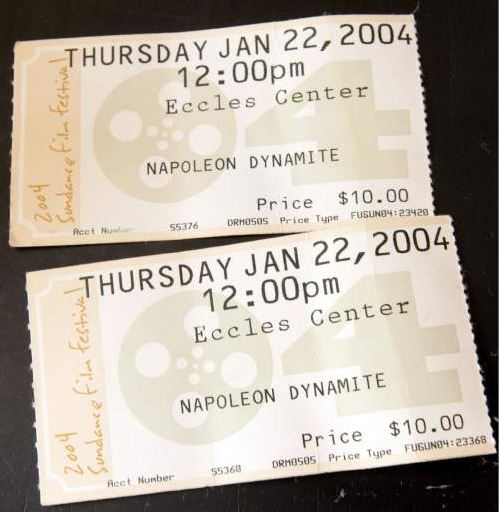 THURSDAY JAN 22, 2004
12:00pm
Eccles Center
NAPOLEON DYNAMITE
Price $10.00
Acct Number 55376 DRM0505 Price Type FUGUN04:23420
2004
Sundance Film Festival
THURSDAY JAN 22, 2004
12:00pm
Eccles Center
NAPOLEON DYNAMITE
Price $10.00
Acct Number 55368 DRM0505 Price Type FUGUN04:23368
2004
Sundance Film Festival